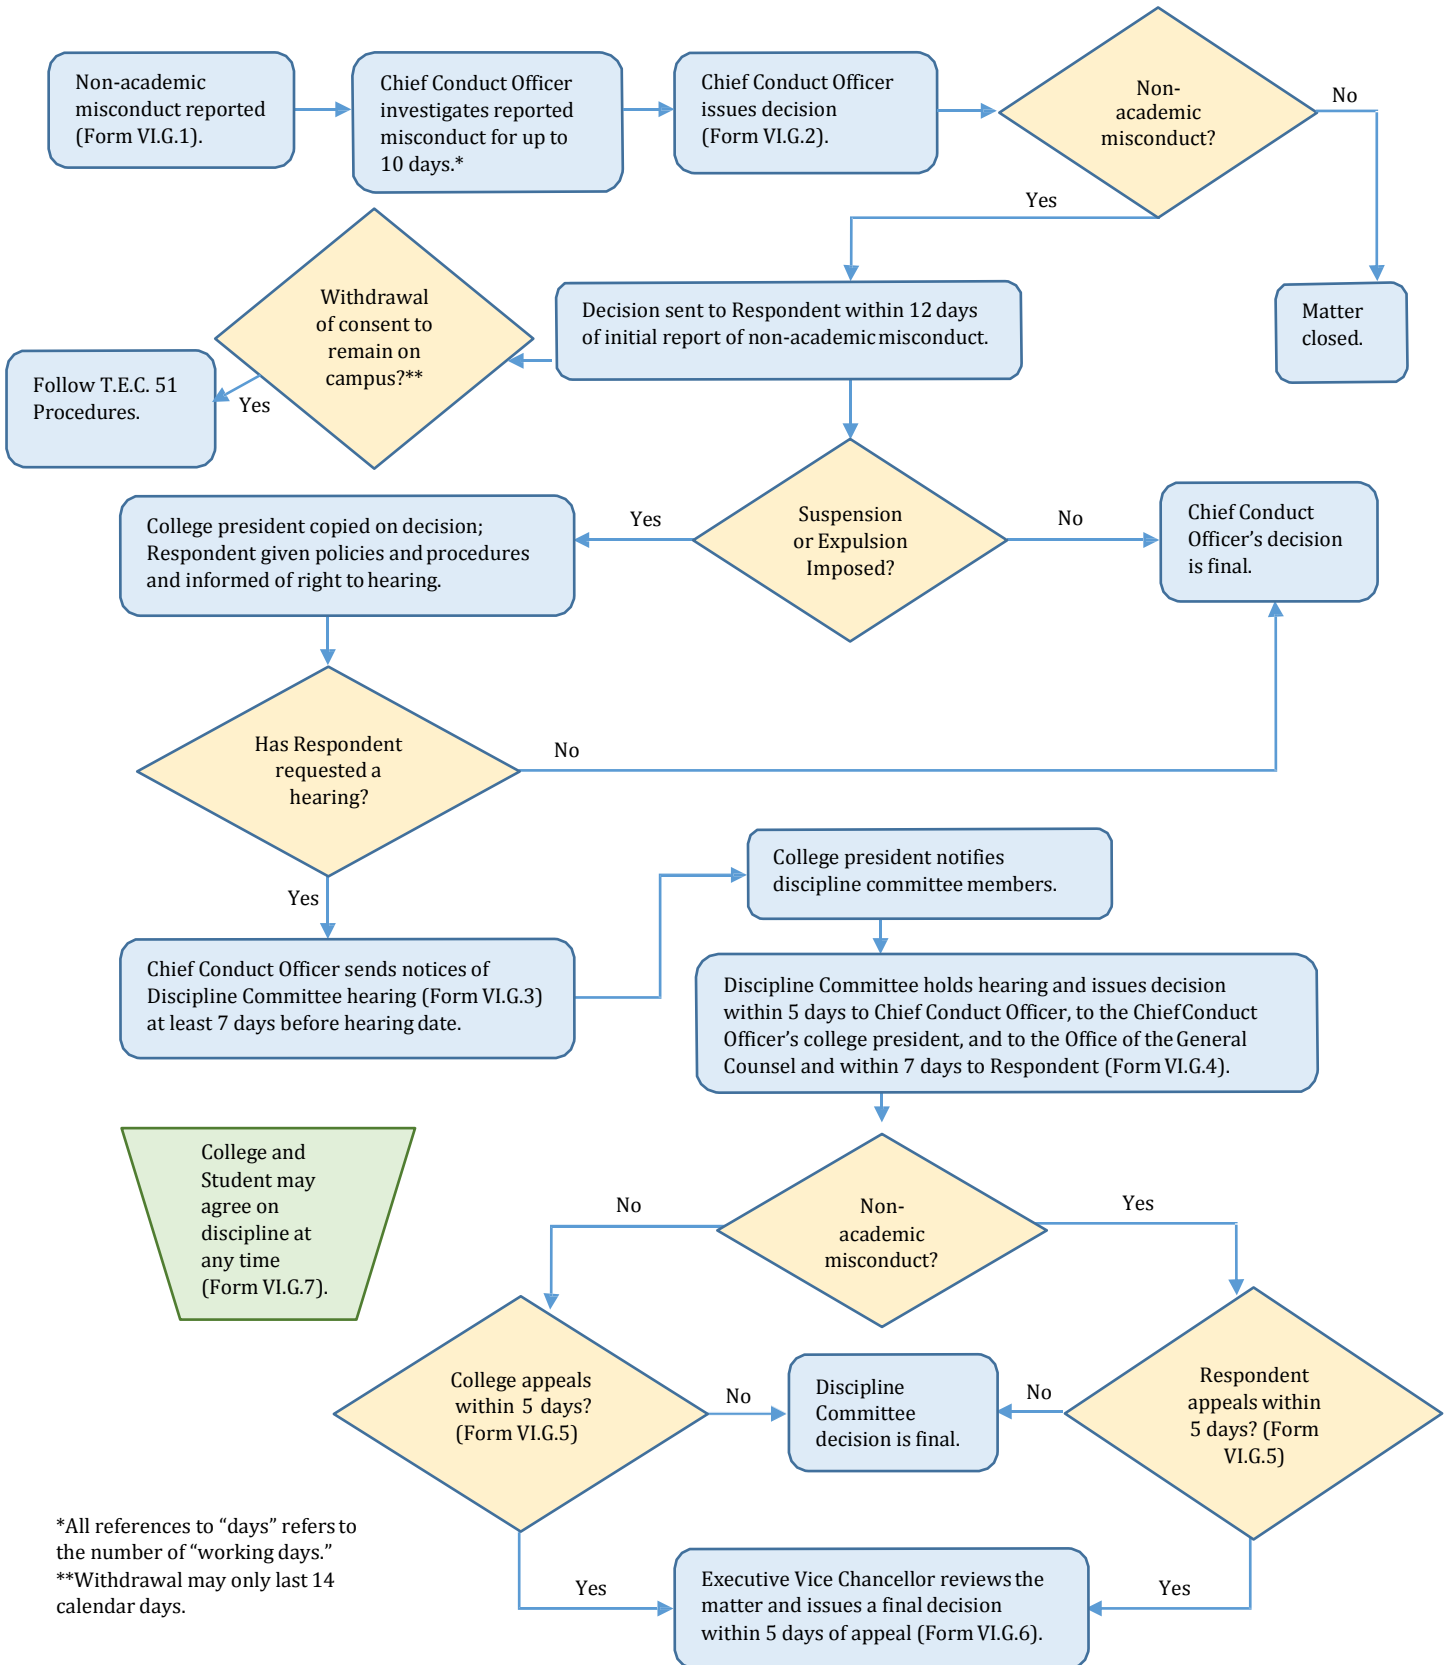 Non-academic
misconduct reported
(Form VI.G.1).
Chief Conduct Officer
investigates reported
misconduct for up to
10 days.*
Chief Conduct Officer
issues decision
(Form VI.G.2).
Non-
academic
misconduct?
No
Yes
Matter
closed.
Decision sent to Respondent within 12 days
of initial report of non-academic misconduct.
Withdrawal
of consent to
remain on
campus?**
Yes
Follow T.E.C. 51
Procedures.
Suspension
or Expulsion
Imposed?
Yes
No
Chief Conduct
Officer’s decision
is final.
College president copied on decision;
Respondent given policies and procedures
and informed of right to hearing.
Has Respondent
requested a
hearing?
No
Yes
Chief Conduct Officer sends notices of
Discipline Committee hearing (Form VI.G.3)
at least 7 days before hearing date.
College president notifies
discipline committee members.
Discipline Committee holds hearing and issues decision
within 5 days to Chief Conduct Officer, to the Chief Conduct
Officer’s college president, and to the Office of the General
Counsel and within 7 days to Respondent (Form VI.G.4).
College and
Student may
agree on
discipline at
any time
(Form VI.G.7).
Non-
academic
misconduct?
No
Yes
College appeals
within 5 days?
(Form VI.G.5)
No
Discipline
Committee
decision is final.
No
Respondent
appeals within
5 days? (Form
VI.G.5)
Yes
Executive Vice Chancellor reviews the
matter and issues a final decision
within 5 days of appeal (Form VI.G.6).
Yes
*All references to “days” refers to
the number of “working days.”
**Withdrawal may only last 14
calendar days.